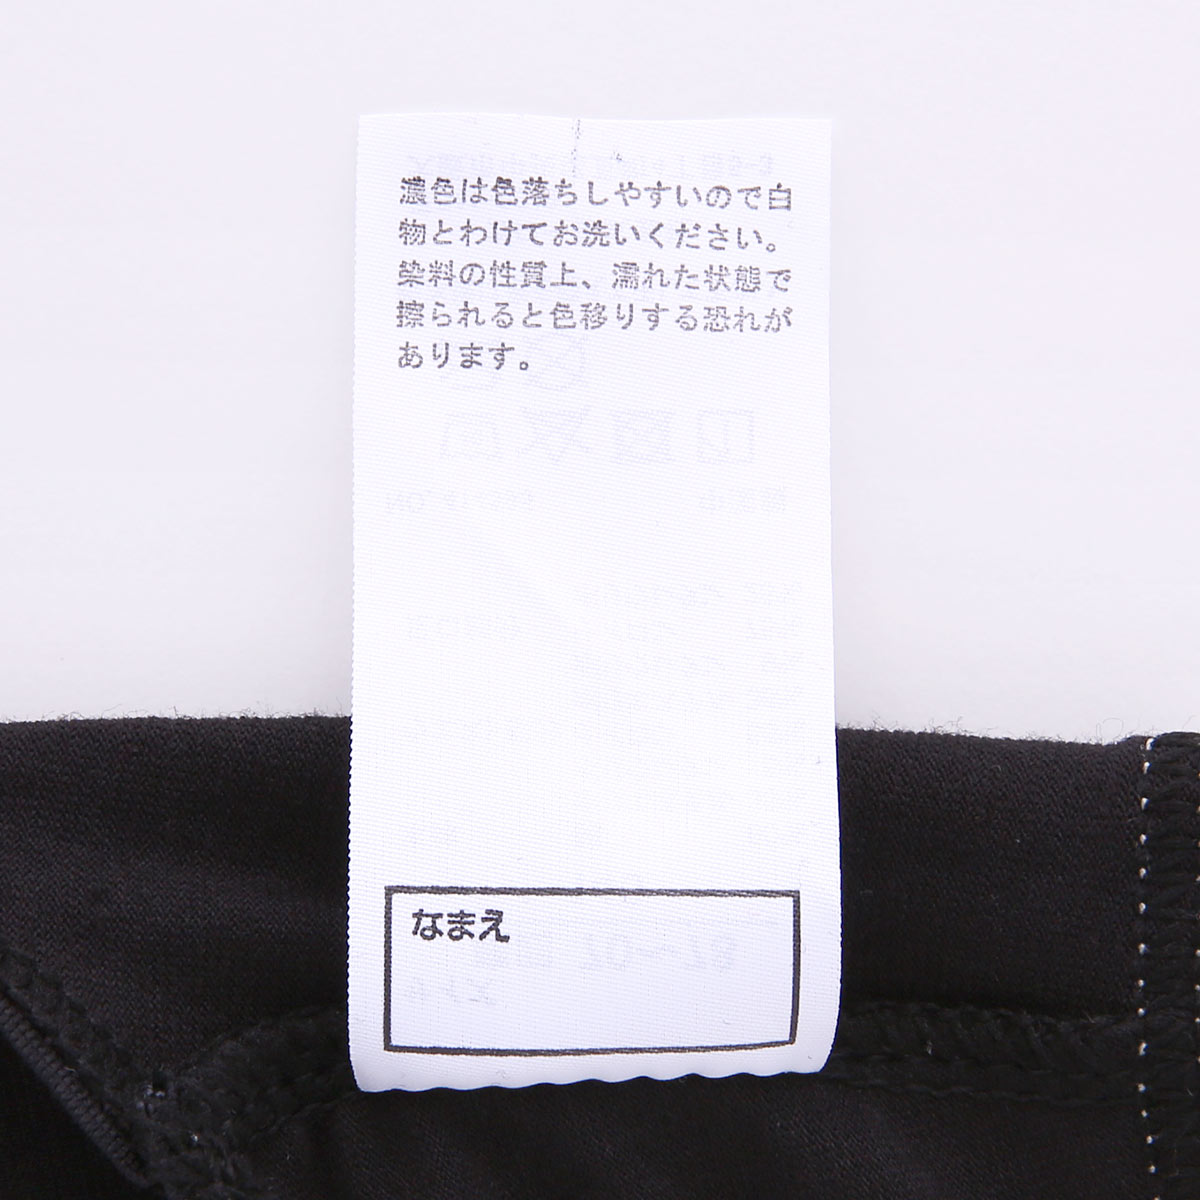 濃色は色落ちしやすいので白
物とわけてお洗いください。
染料の性質上、濡れた状態で
擦られると色移りする恐れが
あります。
なまえ